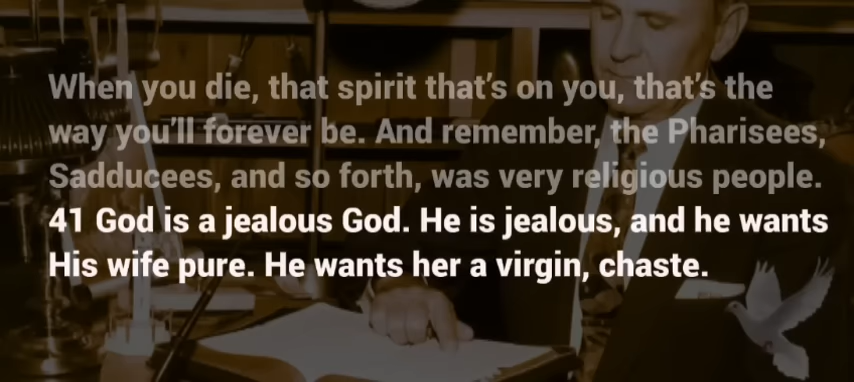 When you die, that spirit that's on you, that's the
way you'll forever be. And remember, the Pharisees,
Sadducees, and so forth, was very religious people.
41 God is a jealous God. He is jealous, and he wants
His wife pure. He wants her a virgin, chaste.